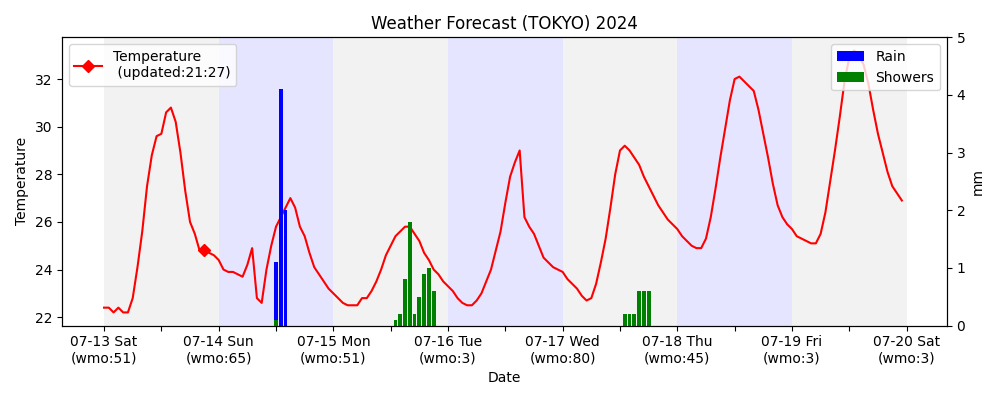 Weather Forecast (TOKYO) 2024
Temperature
(updated:21:27)
Rain
Showers
Temperature
32
30
28
26
24
22
5
4
3
2
1
0
mm
07-13 Sat
(wmo:51)
07-14 Sun
(wmo:65)
07-15 Mon
(wmo:51)
07-16 Tue
(wmo:3)
07-17 Wed
(wmo:80)
07-18 Thu
(wmo:45)
07-19 Fri
(wmo:3)
07-20 Sat
(wmo:3)
Date